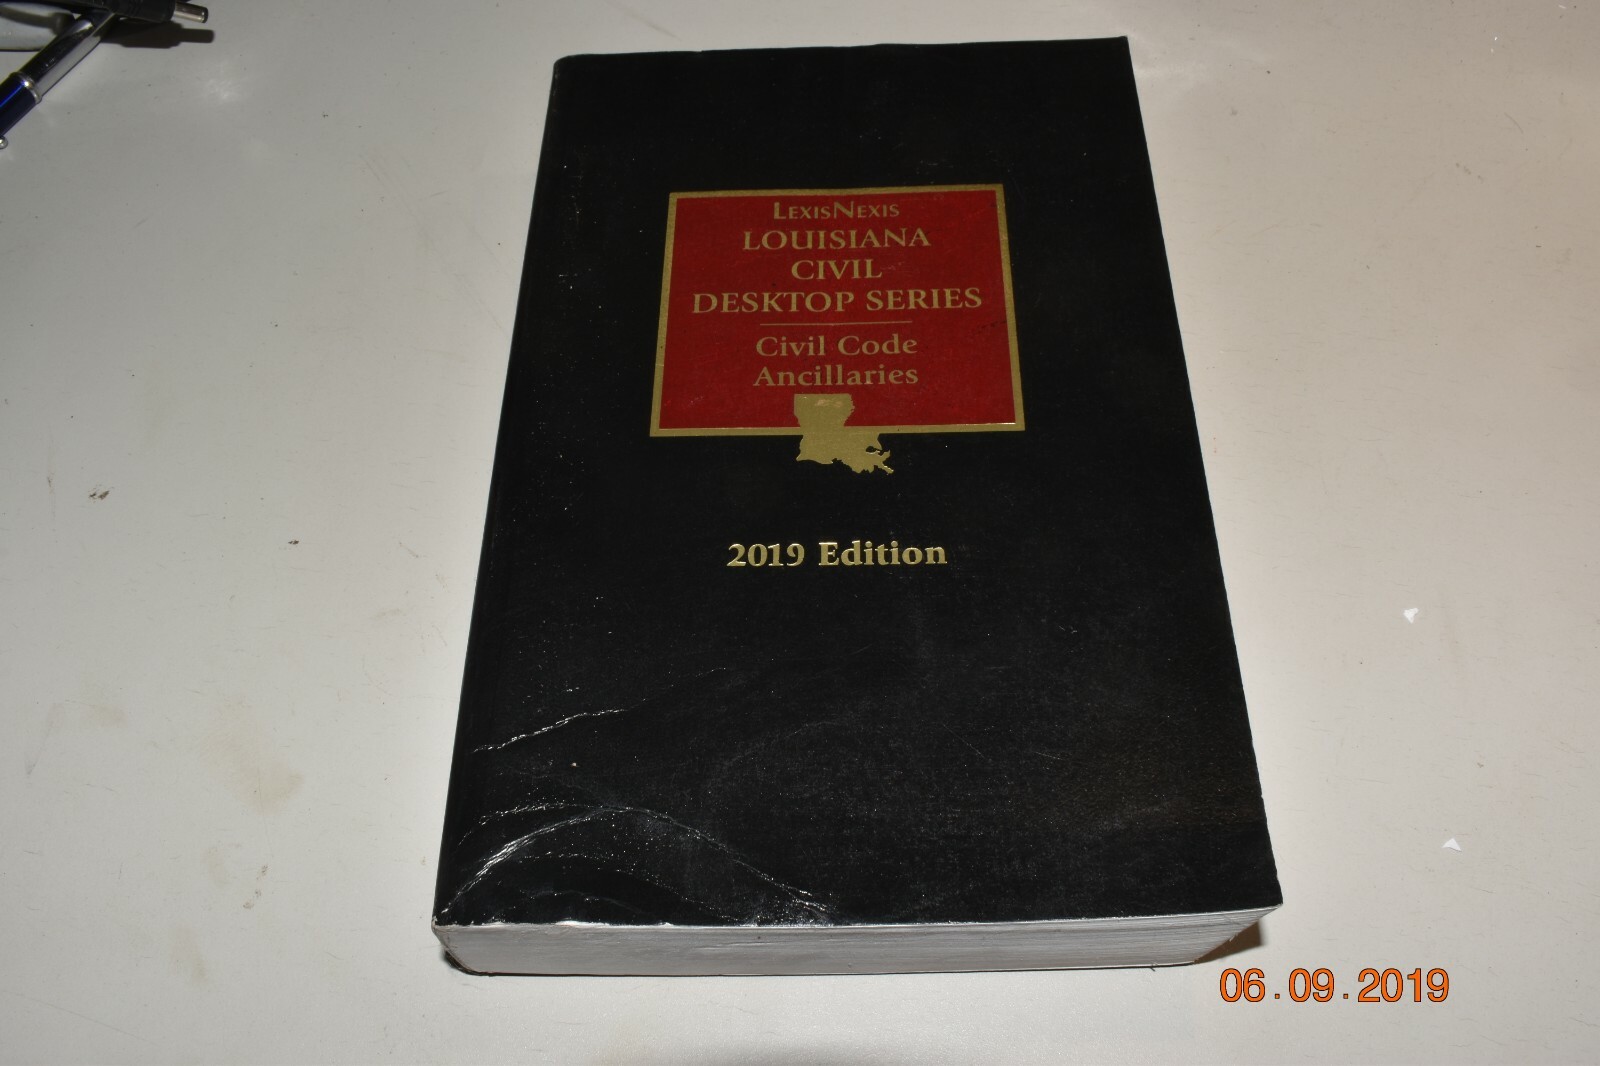 LEXISNEXIS
LOUISIANA
CIVIL
DESKTOP SERIES
Civil Code
Ancillaries
2019 Edition
06.09.2019